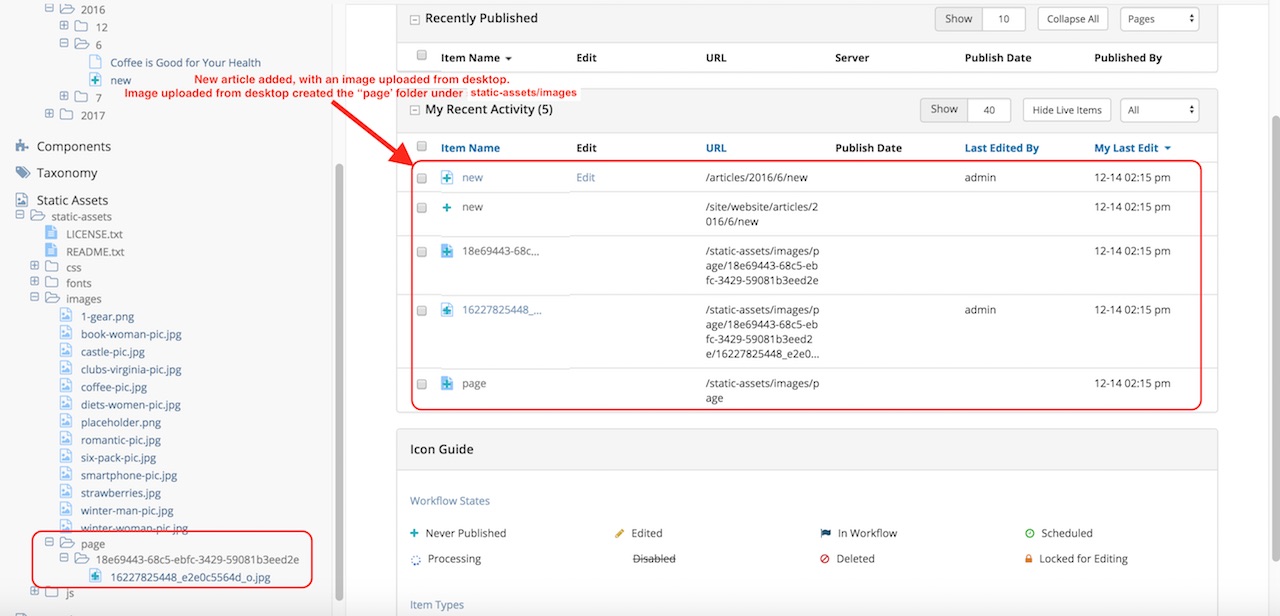 2016
12
6
Coffee is Good for Your Health
new
7
2017
Components
Taxonomy
Static Assets
static-assets
LICENSE.txt
README.txt
css
fonts
images
1-gear.png
book-woman-pic.jpg
castle-pic.jpg
clubs-virginia-pic.jpg
coffee-pic.jpg
diets-women-pic.jpg
placeholder.png
romantic-pic.jpg
six-pack-pic.jpg
smartphone-pic.jpg
strawberries.jpg
winter-man-pic.jpg
winter-woman-pic.jpg
page
18e69443-68c5-ebfc-3429-59081b3eed2e
16227825448_e2e0c5564d_o.jpg
js
New article added, with an image uploaded from desktop.
Image uploaded from desktop created the "page' folder under static-assets/images
Recently Published
Show 10 Collapse All Pages
Item Name Edit URL Server Publish Date Published By
My Recent Activity (5)
Show 40 Hide Live Items All
Item Name Edit URL Publish Date Last Edited By My Last Edit
new Edit /articles/2016/6/new admin 12-14 02:15 pm
new /site/website/articles/2 12-14 02:15 pm
016/6/new
18e69443-68c... /static-assets/images/p 12-14 02:15 pm
age/18e69443-68c5-eb
fc-3429-59081b3eed2e
16227825448_... /static-assets/images/p admin 12-14 02:15 pm
age/18e69443-68c5-eb
fc-3429-59081b3eed2
e/16227825448_e2e0...
page /static-assets/images/p 12-14 02:15 pm
age
Icon Guide
Workflow States
Never Published Edited In Workflow Scheduled
Processing Disabled Deleted Locked for Editing
Item Types